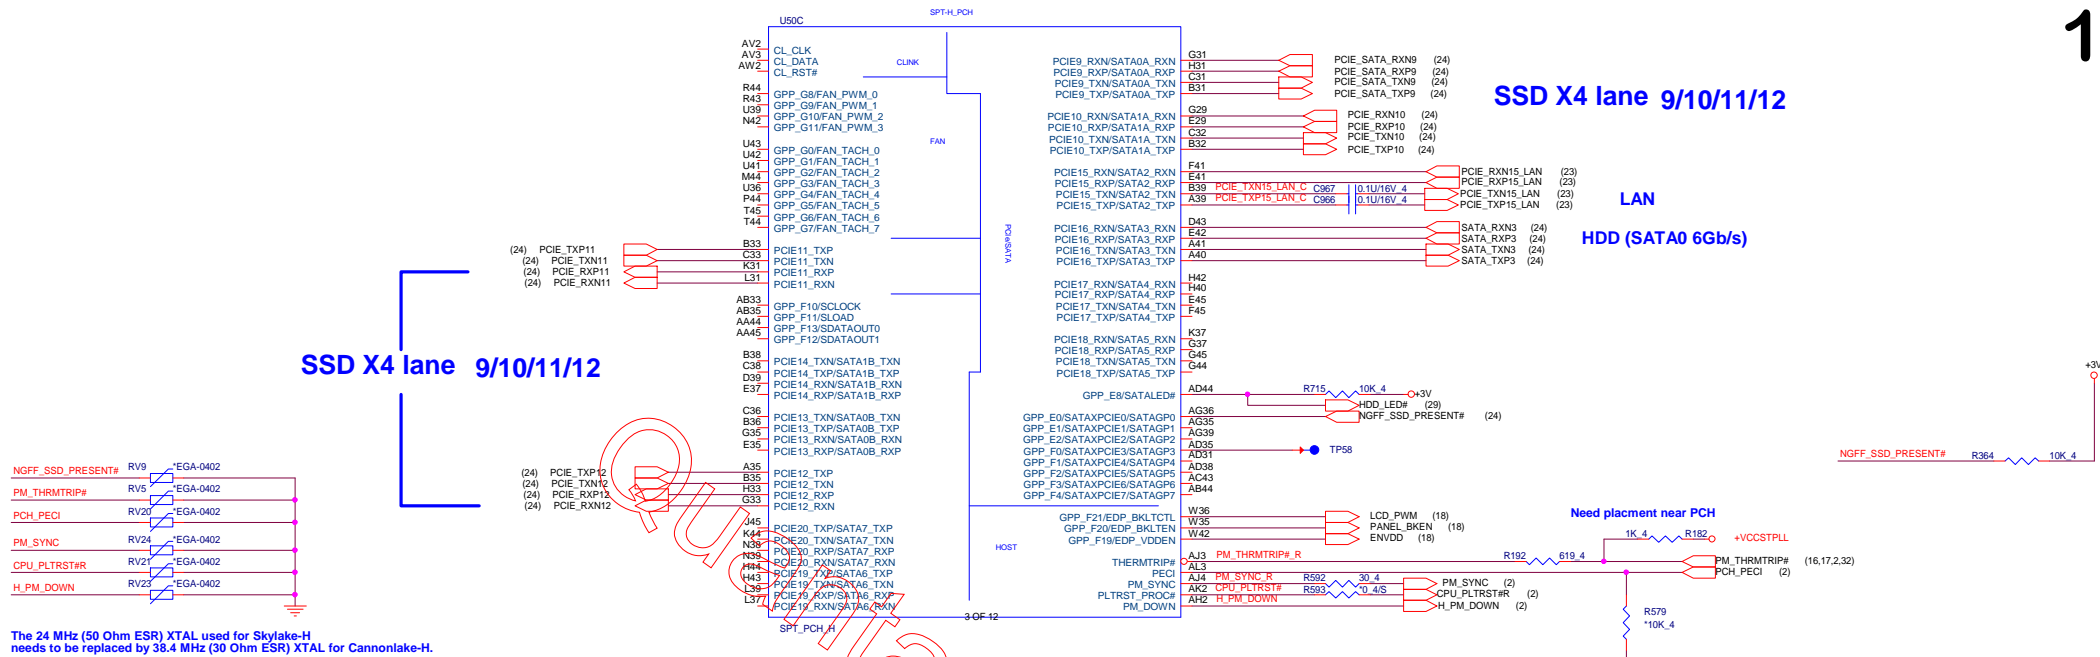 SPT-H_PCH
1
U50C
AV2 CL_CLK
AV3 CL_DATA
AW2 CL_RST#
CLINK
R44 GPP_G8/FAN_PWM_0
R43 GPP_G9/FAN_PWM_1
U39 GPP_G10/FAN_PWM_2
N42 GPP_G11/FAN_PWM_3
FAN
U43 GPP_G0/FAN_TACH_0
U42 GPP_G1/FAN_TACH_1
U41 GPP_G2/FAN_TACH_2
M44 GPP_G3/FAN_TACH_3
U36 GPP_G4/FAN_TACH_4
P44 GPP_G5/FAN_TACH_5
T45 GPP_G6/FAN_TACH_6
T44 GPP_G7/FAN_TACH_7
PCIe/SATA
(24) PCIE_TXP11 B33 PCIE11_TXP
(24) PCIE_TXN11 C33 PCIE11_TXN
(24) PCIE_RXP11 K31 PCIE11_RXP
(24) PCIE_RXN11 L31 PCIE11_RXN
AB33 GPP_F10/SCLOCK
AB35 GPP_F11/SLOAD
AA44 GPP_F13/SDATAOUT0
AA45 GPP_F12/SDATAOUT1
SSD X4 lane 9/10/11/12
B38 PCIE14_TXN/SATA1B_TXN
C38 PCIE14_TXP/SATA1B_TXP
D39 PCIE14_RXN/SATA1B_RXN
E37 PCIE14_RXP/SATA1B_RXP
C36 PCIE13_TXN/SATA0B_TXN
B36 PCIE13_TXP/SATA0B_TXP
G35 PCIE13_RXN/SATA0B_RXN
E35 PCIE13_RXP/SATA0B_RXP
(24) PCIE_TXP12 A35 PCIE12_TXP
(24) PCIE_TXN12 B35 PCIE12_TXN
(24) PCIE_RXP12 H33 PCIE12_RXP
(24) PCIE_RXN12 G33 PCIE12_RXN
J45 PCIE20_TXP/SATA7_TXP
K44 PCIE20_TXN/SATA7_TXN
N38 PCIE20_RXP/SATA7_RXP
N39 PCIE20_RXN/SATA7_RXN
H44 PCIE19_TXP/SATA6_TXP
H43 PCIE19_TXN/SATA6_TXN
L39 PCIE19_RXP/SATA6_RXP
L37 PCIE19_RXN/SATA6_RXN
HOST
3 OF 12
SPT_PCH_H
PCIE9_RXN/SATA0A_RXN G31 PCIE_SATA_RXN9 (24)
PCIE9_RXP/SATA0A_RXP H31 PCIE_SATA_RXP9 (24)
PCIE9_TXN/SATA0A_TXN C31 PCIE_SATA_TXN9 (24)
PCIE9_TXP/SATA0A_TXP B31 PCIE_SATA_TXP9 (24)
SSD X4 lane 9/10/11/12
PCIE10_RXN/SATA1A_RXN G29 PCIE_RXN10 (24)
PCIE10_RXP/SATA1A_RXP E29 PCIE_RXP10 (24)
PCIE10_TXN/SATA1A_TXN C32 PCIE_TXN10 (24)
PCIE10_TXP/SATA1A_TXP B32 PCIE_TXP10 (24)
PCIE15_RXN/SATA2_RXN F41 PCIE_RXN15_LAN (23)
PCIE15_RXP/SATA2_RXP E41 PCIE_RXP15_LAN (23)
PCIE15_TXN/SATA2_TXN B39 PCIE_TXN15_LAN_C C967 0.1U/16V_4 PCIE_TXN15_LAN (23)
PCIE15_TXP/SATA2_TXP A39 PCIE_TXP15_LAN_C C966 0.1U/16V_4 PCIE_TXP15_LAN (23)
LAN
PCIE16_RXN/SATA3_RXN D43 SATA_RXN3 (24)
PCIE16_RXP/SATA3_RXP E42 SATA_RXP3 (24)
PCIE16_TXN/SATA3_TXN A41 SATA_TXN3 (24)
PCIE16_TXP/SATA3_TXP A40 SATA_TXP3 (24)
HDD (SATA0 6Gb/s)
PCIE17_RXN/SATA4_RXN H42
PCIE17_RXP/SATA4_RXP H40
PCIE17_TXN/SATA4_TXN E45
PCIE17_TXP/SATA4_TXP F45
PCIE18_RXN/SATA5_RXN K37
PCIE18_RXP/SATA5_RXP G37
PCIE18_TXN/SATA5_TXN G45
PCIE18_TXP/SATA5_TXP G44
GPP_E8/SATALED# AD44 R715 10K_4 +3V
HDD_LED# (29)
GPP_E0/SATAXPCIE0/SATAGP0 AG36 NGFF_SSD_PRESENT# (24)
GPP_E1/SATAXPCIE1/SATAGP1 AG35
GPP_E2/SATAXPCIE2/SATAGP2 AG39
GPP_F0/SATAXPCIE3/SATAGP3 AD35 TP58
GPP_F1/SATAXPCIE4/SATAGP4 AD31
GPP_F2/SATAXPCIE5/SATAGP5 AD38
GPP_F3/SATAXPCIE6/SATAGP6 AC43
GPP_F4/SATAXPCIE7/SATAGP7 AB44
GPP_F21/EDP_BKLTCTL W36 LCD_PWM (18)
GPP_F20/EDP_BKLTEN W35 PANEL_BKEN (18)
GPP_F19/EDP_VDDEN W42 ENVDD (18)
Need placment near PCH
1K_4 R182 +VCCSTPLL
THERMTRIP# AJ3 PM_THRMTRIP#_R R192 619_4 PM_THRMTRIP# (16,17,2,32)
PECI AL3 PCH_PECI (2)
PM_SYNC AJ4 PM_SYNC_R R592 30_4 PM_SYNC (2)
PLTRST_PROC# AK2 CPU_PLTRST# R593 *0_4/S CPU_PLTRST#R (2)
PM_DOWN AH2 H_PM_DOWN H_PM_DOWN (2)
R579
*10K_4
+3V
NGFF_SSD_PRESENT# R364 10K_4
NGFF_SSD_PRESENT# RV9 *EGA-0402
PM_THRMTRIP# RV5 *EGA-0402
PCH_PECI RV20 *EGA-0402
PM_SYNC RV24 *EGA-0402
CPU_PLTRST#R RV21 *EGA-0402
H_PM_DOWN RV23 *EGA-0402
The 24 MHz (50 Ohm ESR) XTAL used for Skylake-H
needs to be replaced by 38.4 MHz (30 Ohm ESR) XTAL for Cannonlake-H.